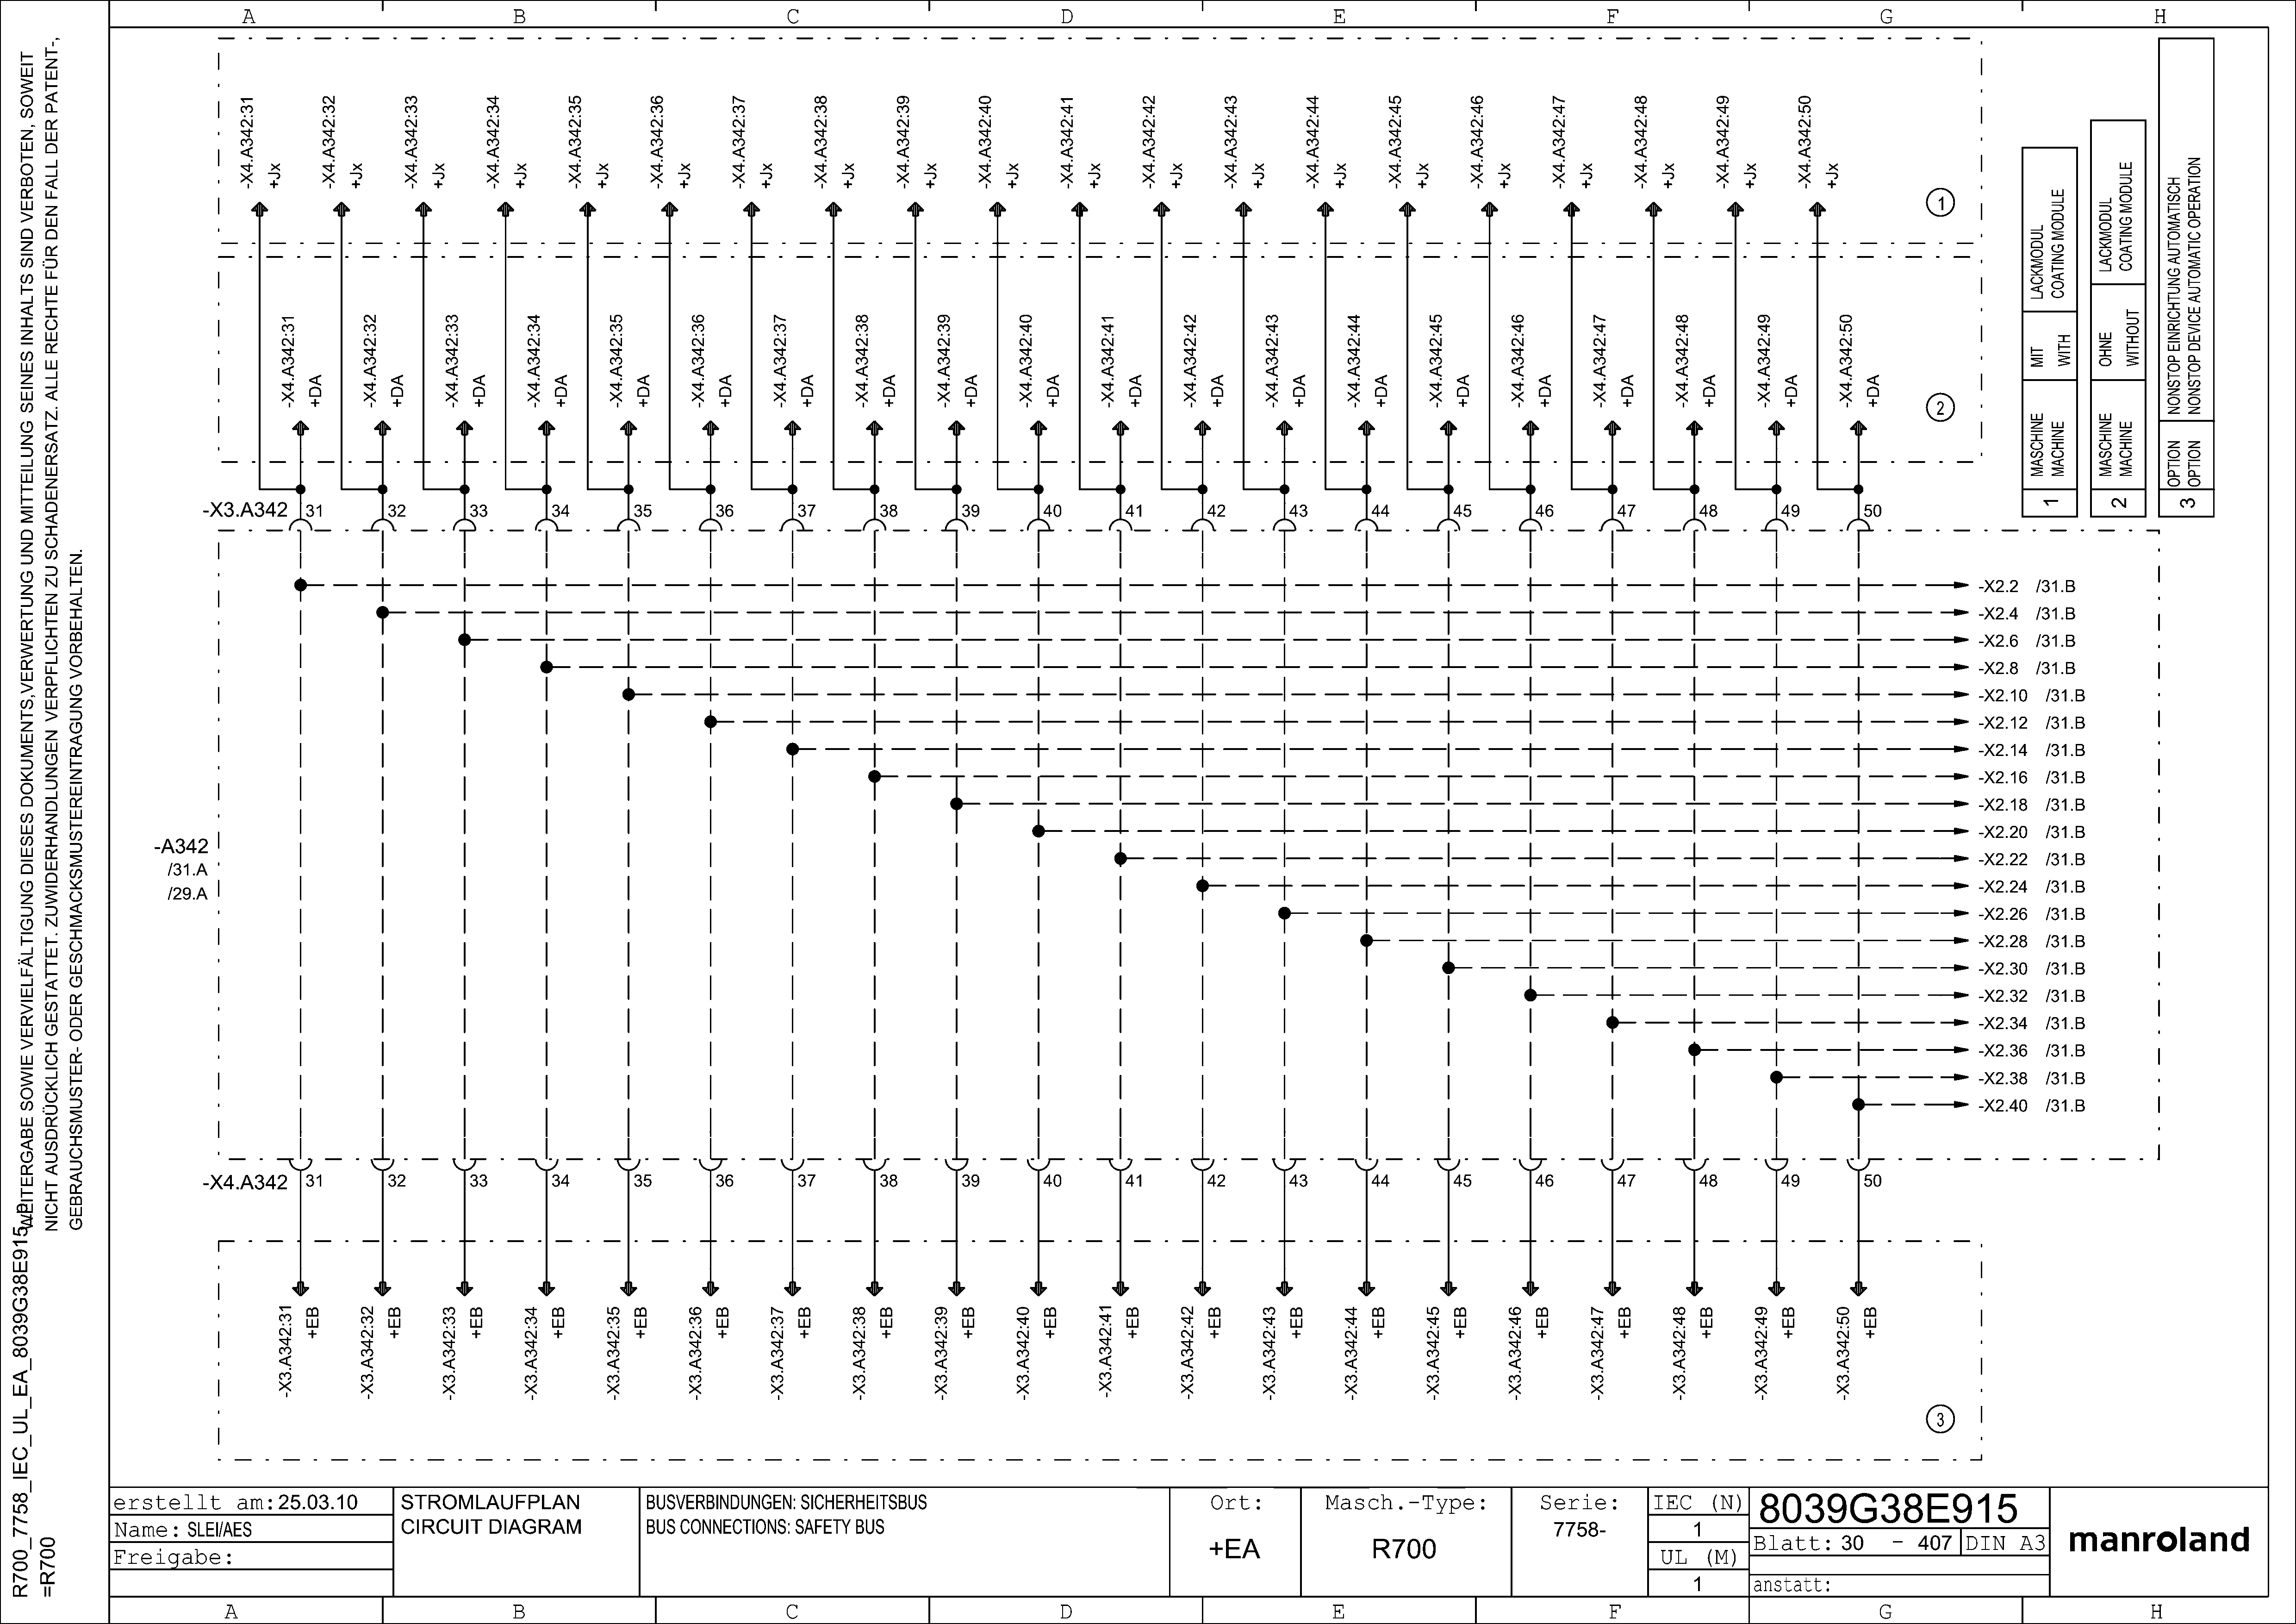 A B C D E F G H
-X4.A342:31 +Jx
-X4.A342:32 +Jx
-X4.A342:33 +Jx
-X4.A342:34 +Jx
-X4.A342:35 +Jx
-X4.A342:36 +Jx
-X4.A342:37 +Jx
-X4.A342:38 +Jx
-X4.A342:39 +Jx
-X4.A342:40 +Jx
-X4.A342:41 +Jx
-X4.A342:42 +Jx
-X4.A342:43 +Jx
-X4.A342:44 +Jx
-X4.A342:45 +Jx
-X4.A342:46 +Jx
-X4.A342:47 +Jx
-X4.A342:48 +Jx
-X4.A342:49 +Jx
-X4.A342:50 +Jx
1
-X4.A342:31 +DA
-X4.A342:32 +DA
-X4.A342:33 +DA
-X4.A342:34 +DA
-X4.A342:35 +DA
-X4.A342:36 +DA
-X4.A342:37 +DA
-X4.A342:38 +DA
-X4.A342:39 +DA
-X4.A342:40 +DA
-X4.A342:41 +DA
-X4.A342:42 +DA
-X4.A342:43 +DA
-X4.A342:44 +DA
-X4.A342:45 +DA
-X4.A342:46 +DA
-X4.A342:47 +DA
-X4.A342:48 +DA
-X4.A342:49 +DA
-X4.A342:50 +DA
2
1 MASCHINE MIT LACKMODUL
MACHINE WITH COATING MODULE
2 MASCHINE OHNE LACKMODUL
MACHINE WITHOUT COATING MODULE
3 OPTION NONSTOP EINRICHTUNG AUTOMATISCH
OPTION NONSTOP DEVICE AUTOMATIC OPERATION
-X3.A342 31 32 33 34 35 36 37 38 39 40 41 42 43 44 45 46 47 48 49 50
-X2.2 /31.B
-X2.4 /31.B
-X2.6 /31.B
-X2.8 /31.B
-X2.10 /31.B
-X2.12 /31.B
-X2.14 /31.B
-X2.16 /31.B
-X2.18 /31.B
-X2.20 /31.B
-X2.22 /31.B
-X2.24 /31.B
-X2.26 /31.B
-X2.28 /31.B
-X2.30 /31.B
-X2.32 /31.B
-X2.34 /31.B
-X2.36 /31.B
-X2.38 /31.B
-X2.40 /31.B
-A342
/31.A
/29.A
-X4.A342 31 32 33 34 35 36 37 38 39 40 41 42 43 44 45 46 47 48 49 50
-X3.A342:31 +EB
-X3.A342:32 +EB
-X3.A342:33 +EB
-X3.A342:34 +EB
-X3.A342:35 +EB
-X3.A342:36 +EB
-X3.A342:37 +EB
-X3.A342:38 +EB
-X3.A342:39 +EB
-X3.A342:40 +EB
-X3.A342:41 +EB
-X3.A342:42 +EB
-X3.A342:43 +EB
-X3.A342:44 +EB
-X3.A342:45 +EB
-X3.A342:46 +EB
-X3.A342:47 +EB
-X3.A342:48 +EB
-X3.A342:49 +EB
-X3.A342:50 +EB
3
WEITERGABE SOWIE VERVIELFÄLTIGUNG DIESES DOKUMENTS,VERWERTUNG UND MITTEILUNG SEINES INHALTS SIND VERBOTEN, SOWEIT
NICHT AUSDRÜCKLICH GESTATTET. ZUWIDERHANDLUNGEN VERPFLICHTEN ZU SCHADENERSATZ. ALLE RECHTE FÜR DEN FALL DER PATENT-,
GEBRAUCHSMUSTER- ODER GESCHMACKSMUSTEREINTRAGUNG VORBEHALTEN.
=R700
erstellt am: 25.03.10
Name: SLEI/AES
Freigabe:
STROMLAUFPLAN
CIRCUIT DIAGRAM
BUSVERBINDUNGEN: SICHERHEITSBUS
BUS CONNECTIONS: SAFETY BUS
Ort:
+EA
Masch.-Type:
R700
Serie:
7758-
IEC (N)
1
UL (M)
1
8039G38E915
Blatt: 30 - 407 DIN A3
anstatt:
manroland
A B C D E F G H